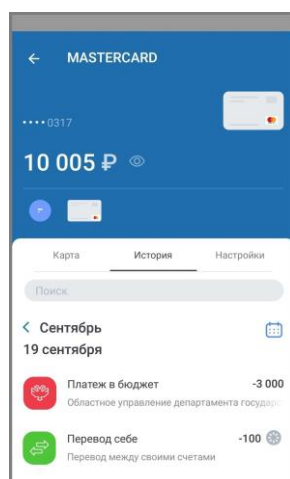 MASTERCARD
••••0317
10 005 ₽
Карта История Настройки
Поиск
Сентябрь
19 сентября
Платеж в бюджет -3 000
Областное управление департамента государс
Перевод себе -100
Перевод между своими счетами